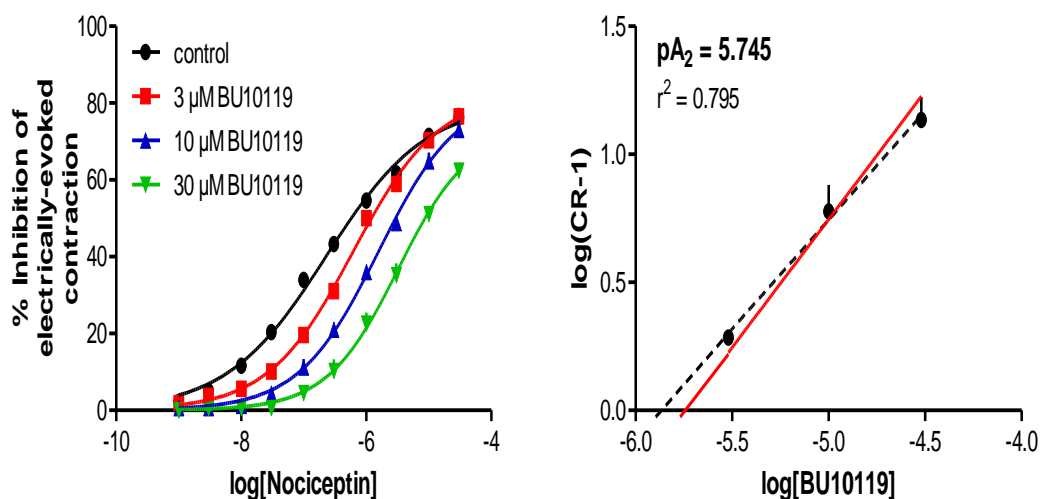 % Inhibition of
electrically-evoked
contraction
100
80
60
40
20
0
control
3 µM BU10119
10 µM BU10119
30 µM BU10119
-10
-8
-6
-4
log[Nociceptin]
pA₂ = 5.745
r² = 0.795
log(CR-1)
1.5
1.0
0.5
0.0
-6.0
-5.5
-5.0
-4.5
-4.0
log[BU10119]